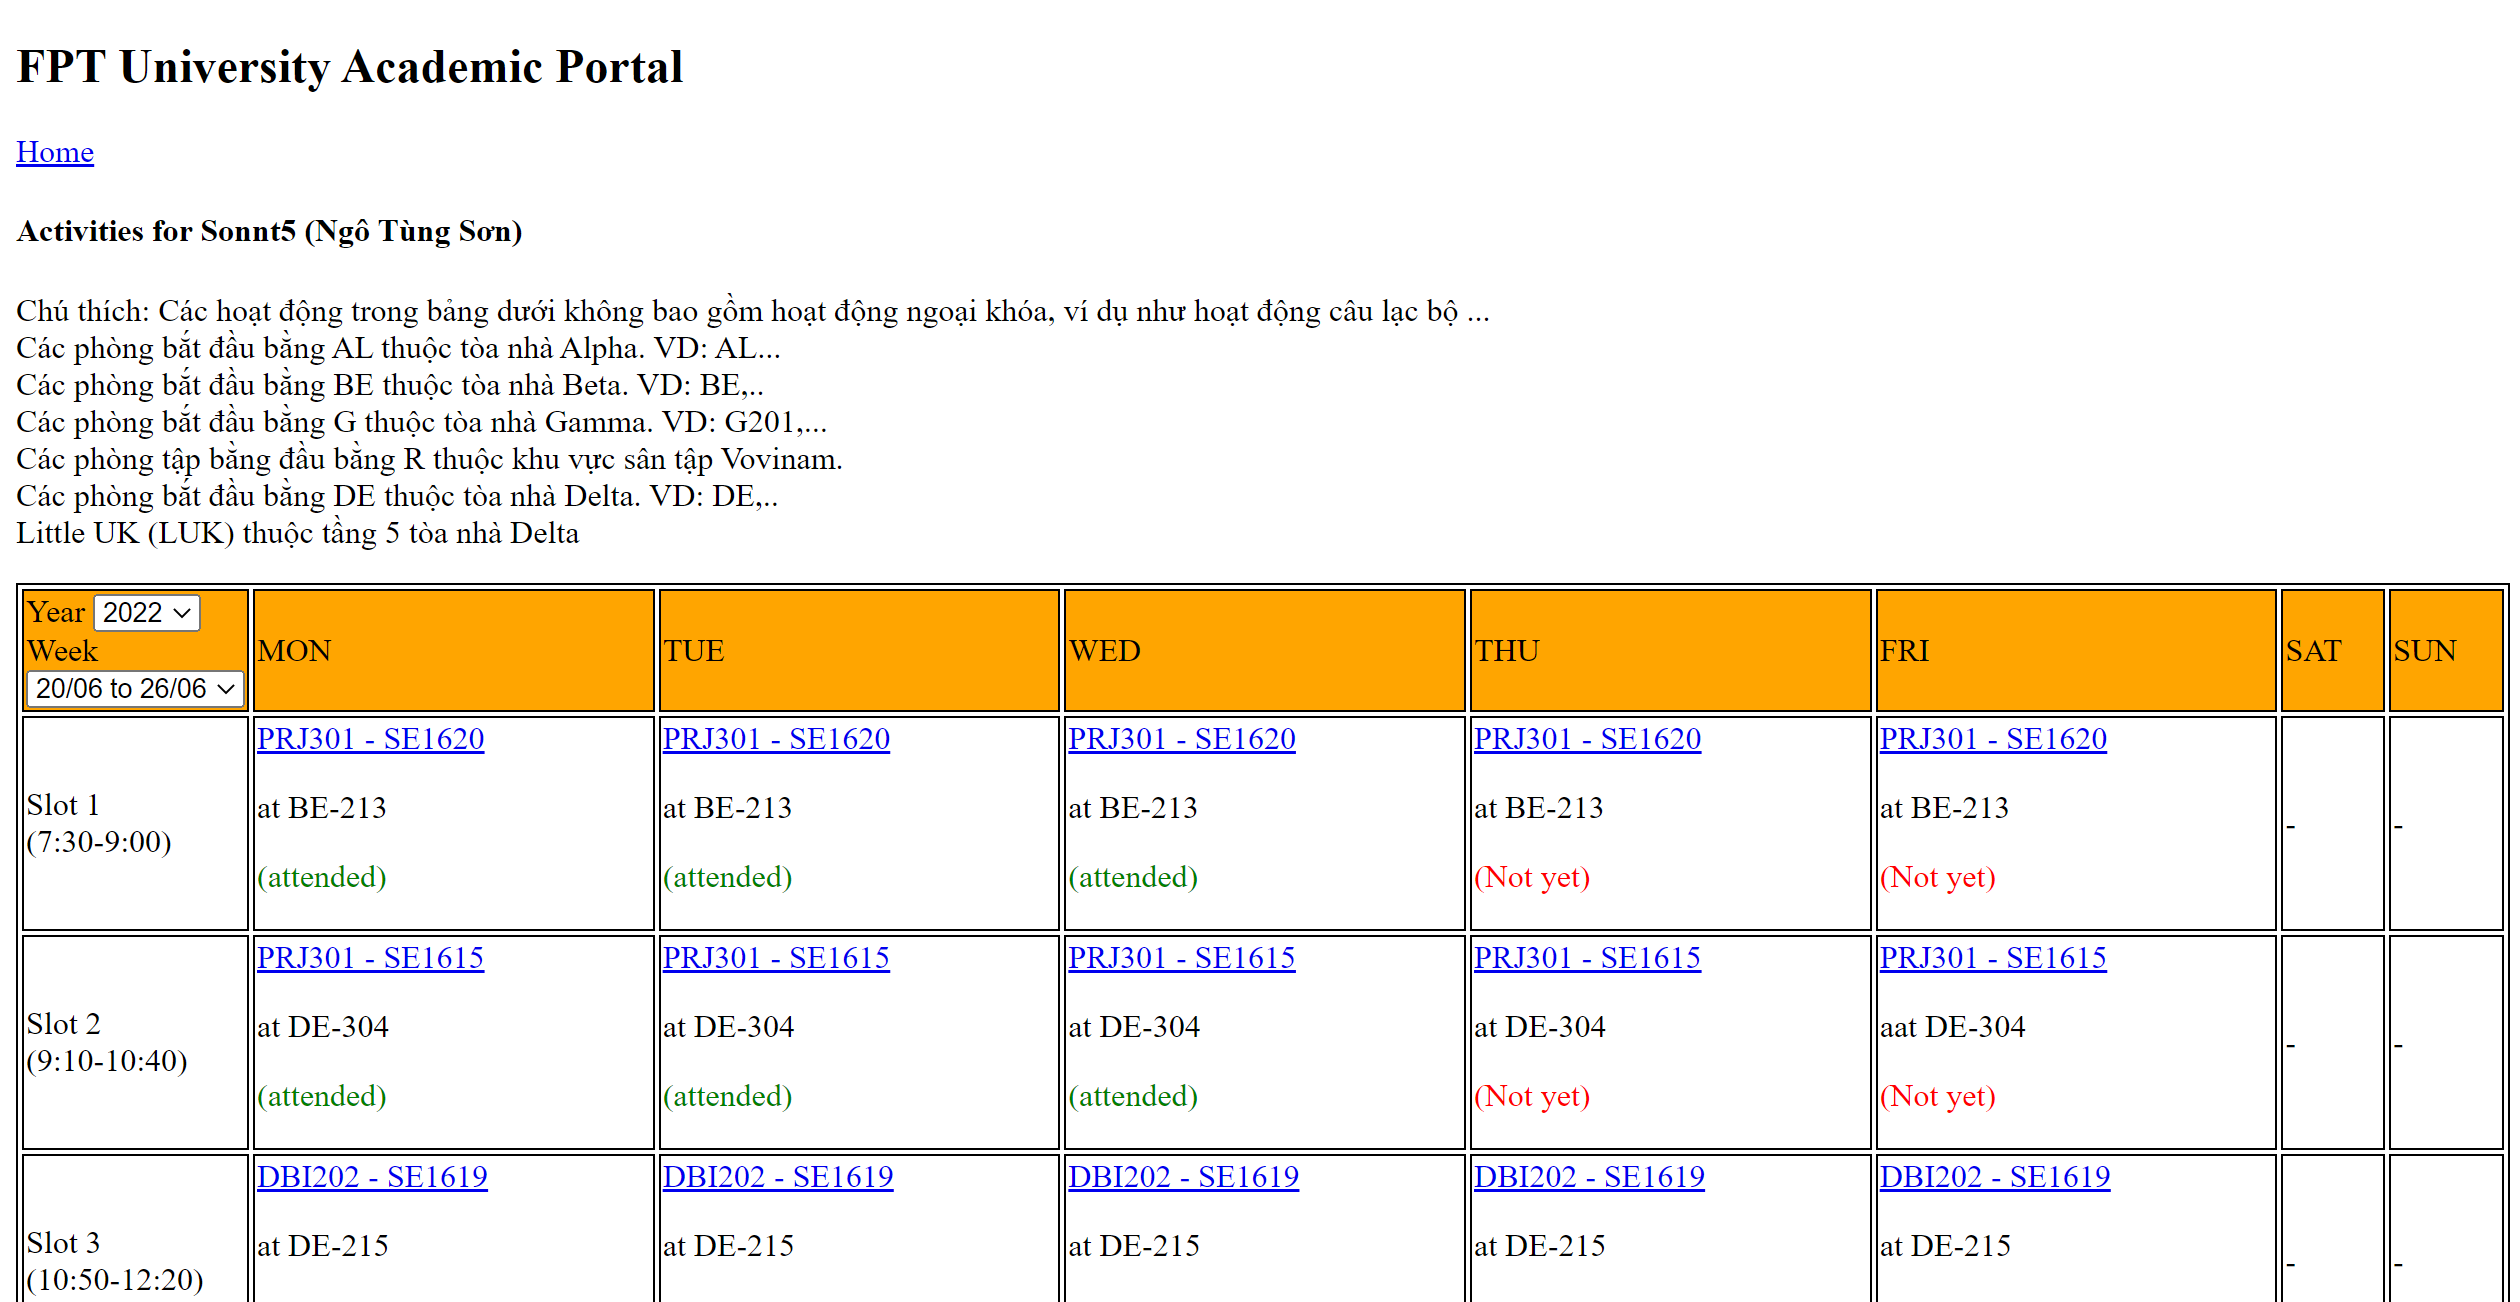 FPT University Academic Portal
Home
Activities for Sonnt5 (Ngô Tùng Sơn)
Chú thích: Các hoạt động trong bảng dưới không bao gồm hoạt động ngoại khóa, ví dụ như hoạt động câu lạc bộ ...
Các phòng bắt đầu bằng AL thuộc tòa nhà Alpha. VD: AL...
Các phòng bắt đầu bằng BE thuộc tòa nhà Beta. VD: BE,..
Các phòng bắt đầu bằng G thuộc tòa nhà Gamma. VD: G201,...
Các phòng tập bằng đầu bằng R thuộc khu vực sân tập Vovinam.
Các phòng bắt đầu bằng DE thuộc tòa nhà Delta. VD: DE,..
Little UK (LUK) thuộc tầng 5 tòa nhà Delta
Year 2022
Week
20/06 to 26/06
MON TUE WED THU FRI SAT SUN
Slot 1
(7:30-9:00)
PRJ301 - SE1620 PRJ301 - SE1620 PRJ301 - SE1620 PRJ301 - SE1620 PRJ301 - SE1620
at BE-213 at BE-213 at BE-213 at BE-213 at BE-213 - -
(attended) (attended) (attended) (Not yet) (Not yet)
Slot 2
(9:10-10:40)
PRJ301 - SE1615 PRJ301 - SE1615 PRJ301 - SE1615 PRJ301 - SE1615 PRJ301 - SE1615
at DE-304 at DE-304 at DE-304 at DE-304 aat DE-304 - -
(attended) (attended) (attended) (Not yet) (Not yet)
Slot 3
(10:50-12:20)
DBI202 - SE1619 DBI202 - SE1619 DBI202 - SE1619 DBI202 - SE1619 DBI202 - SE1619
at DE-215 at DE-215 at DE-215 at DE-215 at DE-215 - -